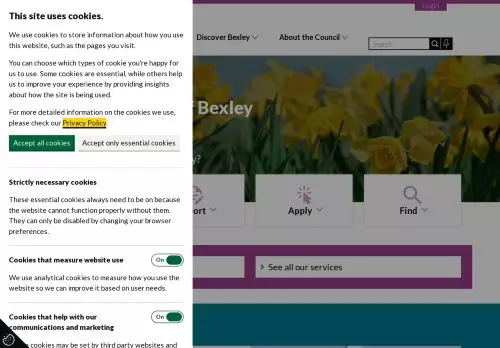 This site uses cookies.
Login
We use cookies to store information about how you use
this website, such as the pages you visit.
Discover Bexley
About the Council
Search
You can choose which types of cookie you're happy for
us to use. Some cookies are essential, while others help
us to improve your experience by providing insights
about how the site is being used.
For more detailed information on the cookies we use,
please check our Privacy Policy.
Bexley
Accept all cookies
Accept only essential cookies
Strictly necessary cookies
These essential cookies always need to be on because
the website cannot function properly without them.
They can only be disabled by changing your browser
preferences.
Apply
Find
Cookies that measure website use
On
We use analytical cookies to measure how you use the
website so we can improve it based on user needs.
See all our services
Cookies that help with our
communications and marketing
On
cookies may be set by third party websites and